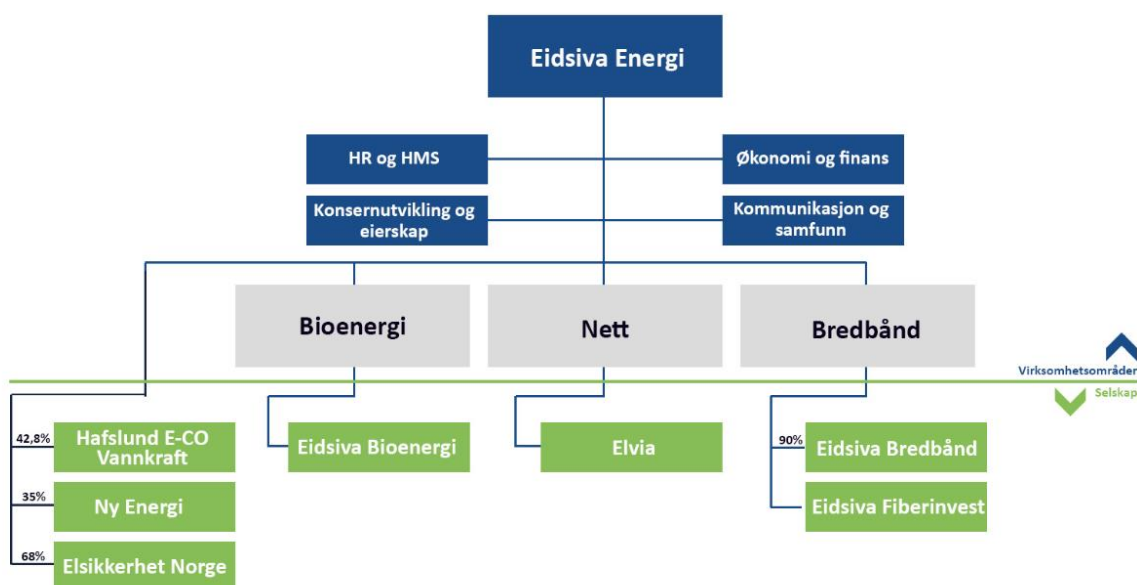 Eidsiva Energi
HR og HMS
Økonomi og finans
Konsernutvikling og
eierskap
Kommunikasjon og
samfunn
Bioenergi
Nett
Bredbånd
Virksomhetsområder
Selskap
42,8%
Hafslund E-CO
Vannkraft
Eidsiva Bioenergi
Elvia
90%
Eidsiva Bredbånd
35%
Ny Energi
Eidsiva Fiberinvest
68%
Elsikkerhet Norge